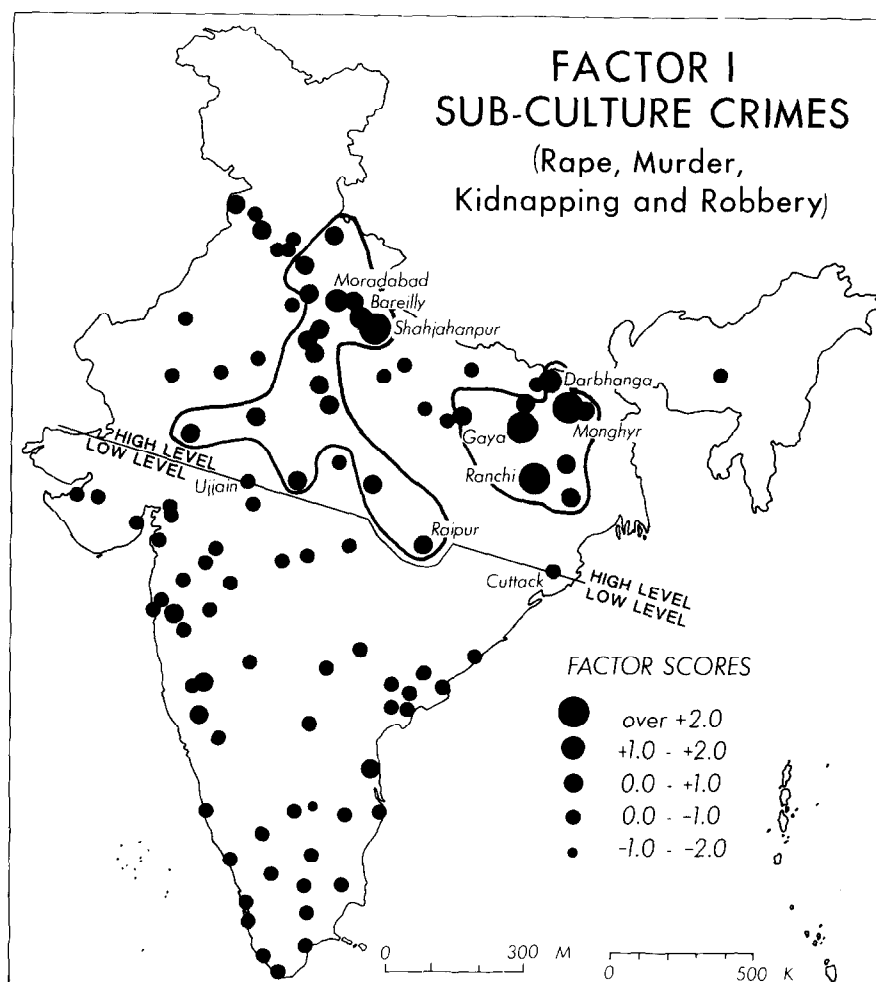 FACTOR I
SUB-CULTURE CRIMES
(Rape, Murder,
Kidnapping and Robbery)
Moradabad
Bareilly
Shahjahanpur
Darbhanga
Gaya
Monghyr
Ranchi
HIGH LEVEL
LOW LEVEL
Ujjain
Raipur
Cuttack
HIGH LEVEL
LOW LEVEL
FACTOR SCORES
over +2.0
+1.0 - +2.0
0.0 - +1.0
0.0 - -1.0
-1.0 - -2.0
0 300 M
0 500 K